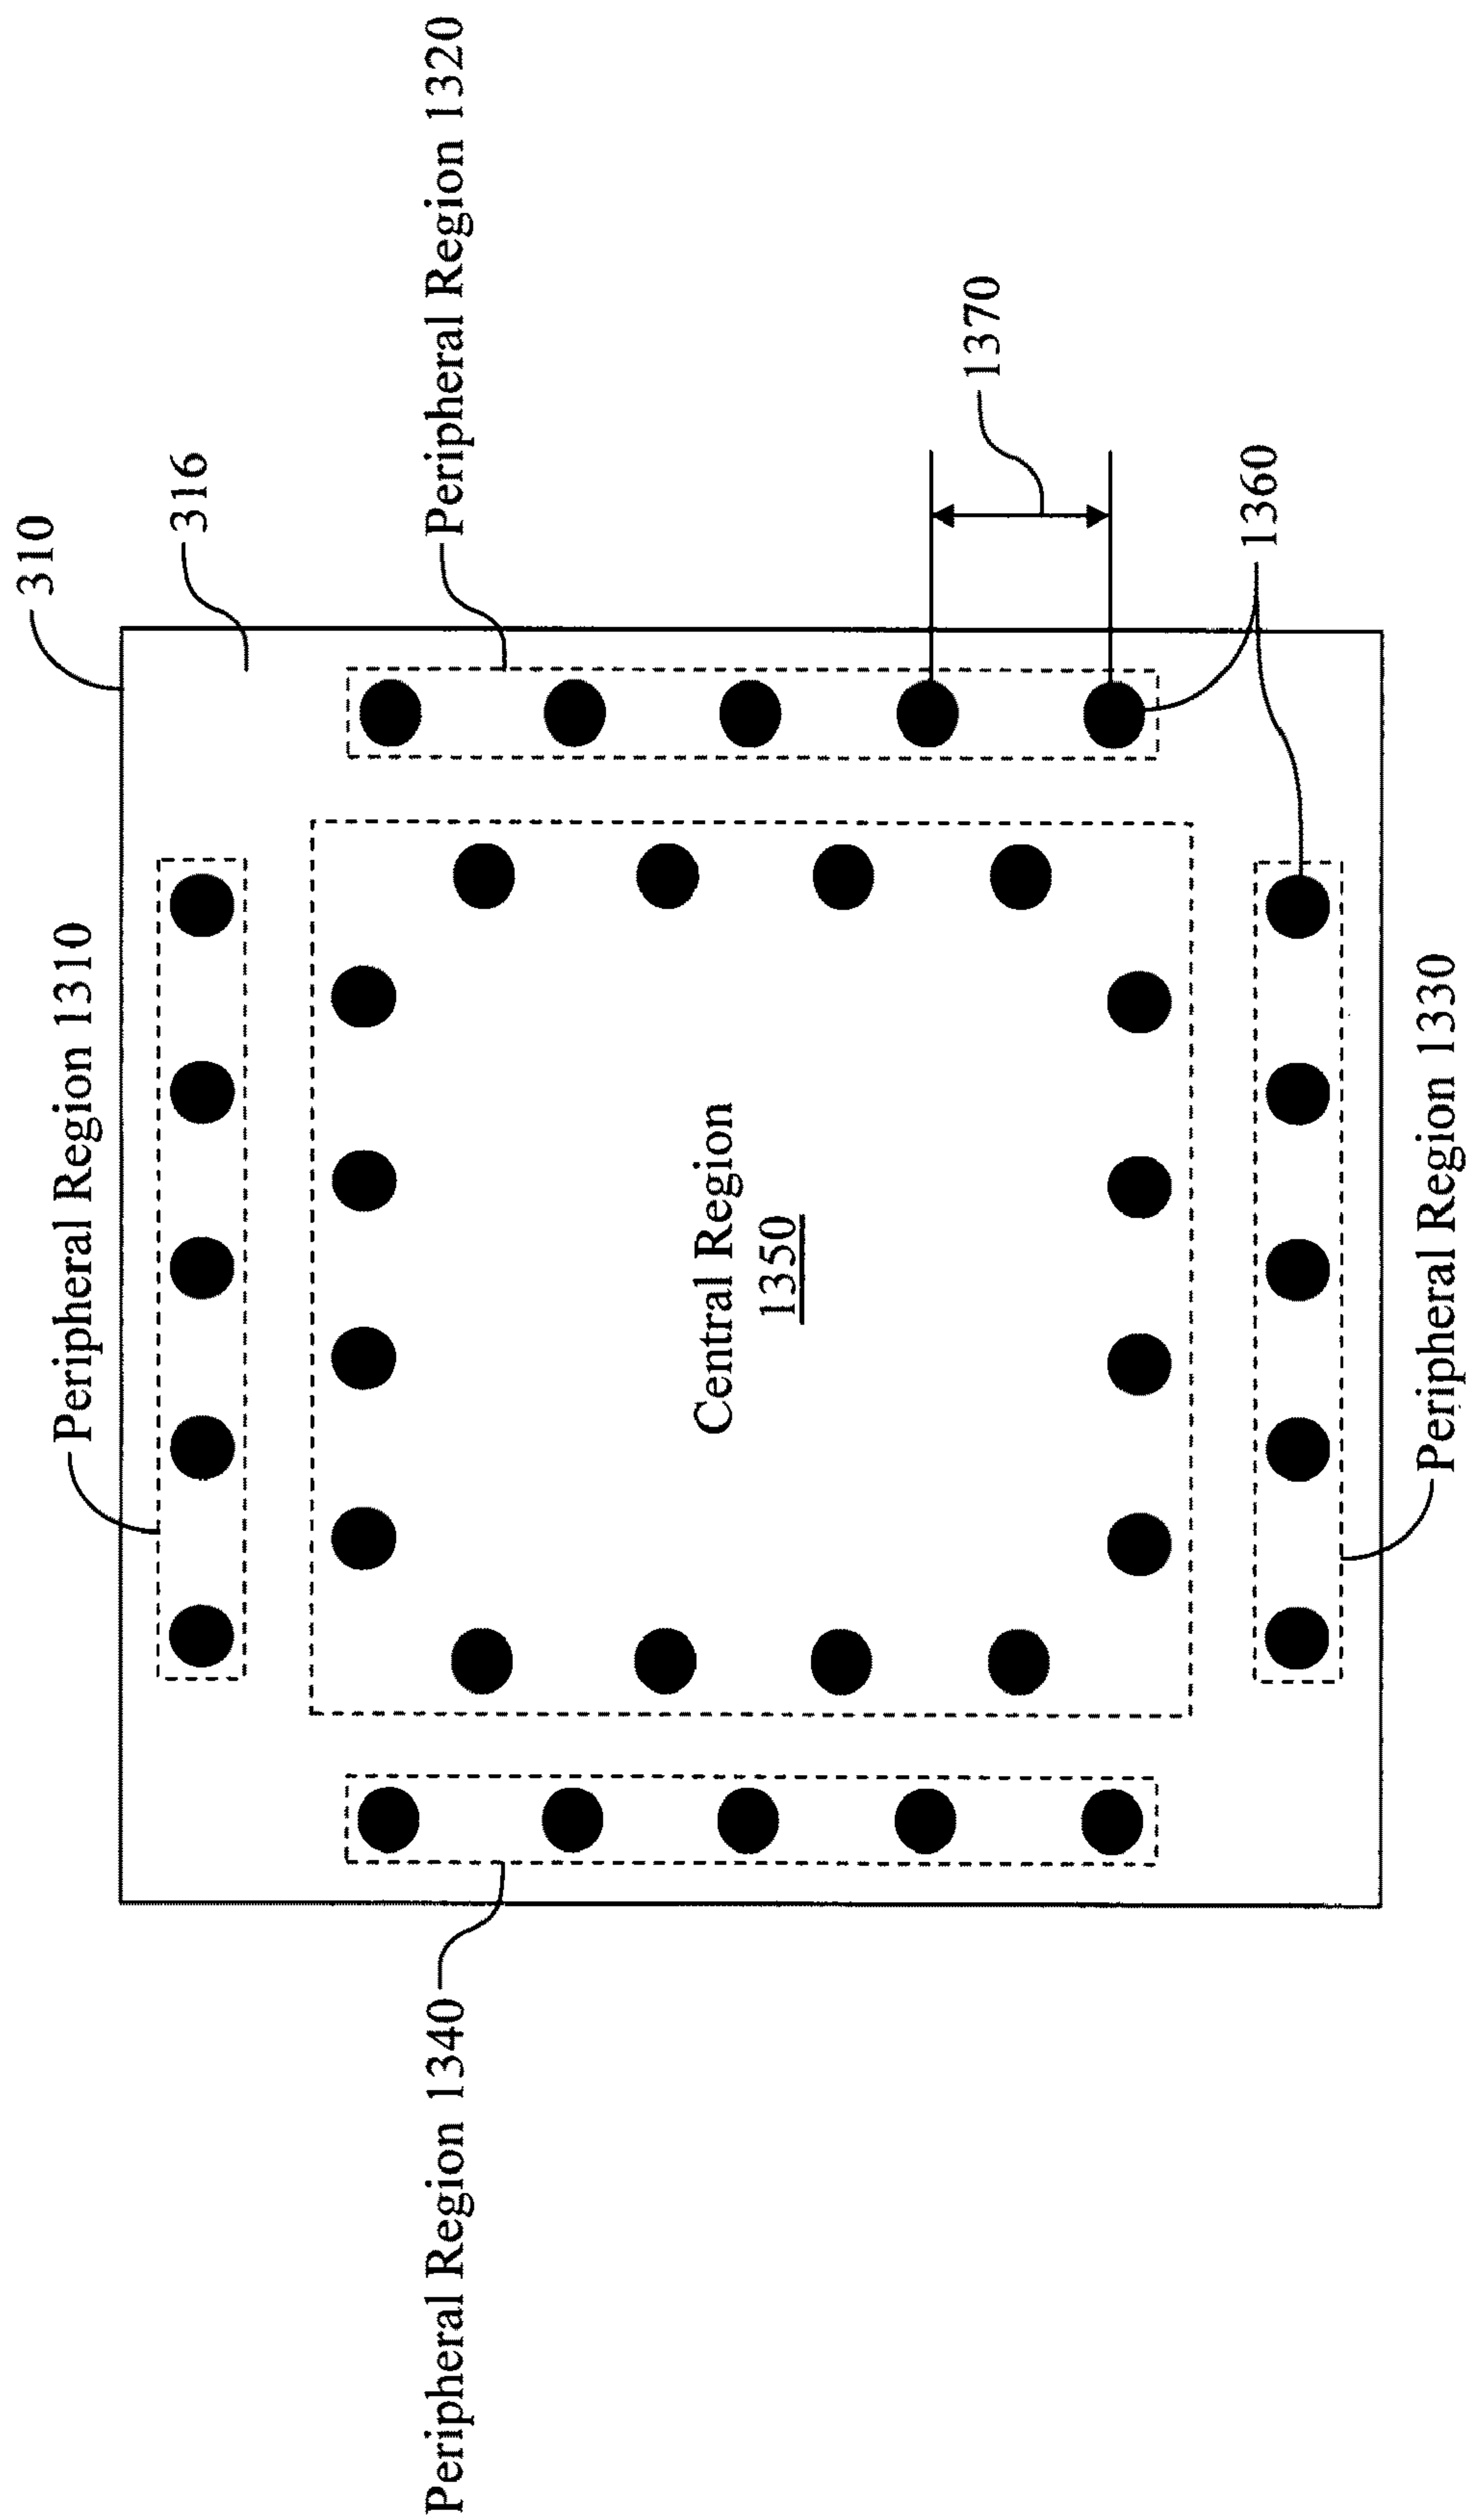 310
316
Peripheral Region 1310
Peripheral Region 1320
Peripheral Region 1340
Central Region
1350
1370
1360
Peripheral Region 1330